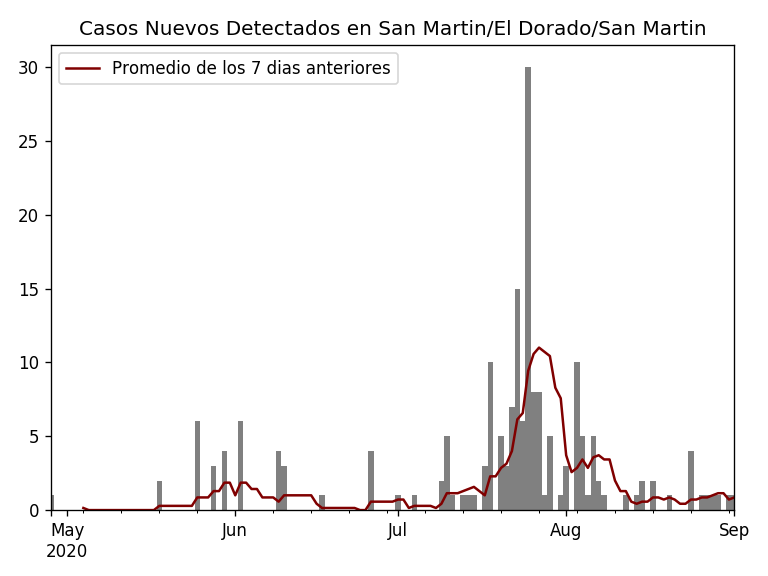 Casos Nuevos Detectados en San Martin/El Dorado/San Martin
Promedio de los 7 dias anteriores
30
25
20
15
10
5
0
May Jun Jul Aug Sep
2020